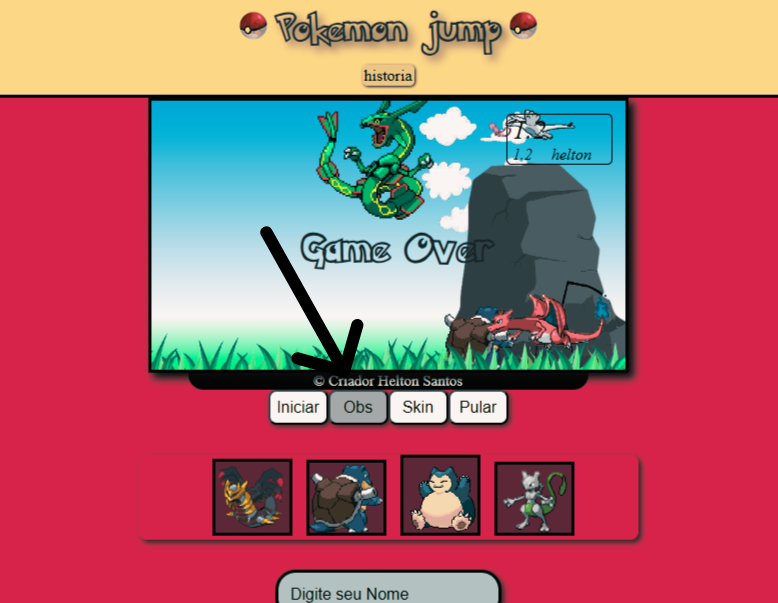 Pokemon jump
historia
1.
1.2 helton
Game Over
© Criador Helton Santos
Iniciar
Obs
Skin
Pular
Digite seu Nome